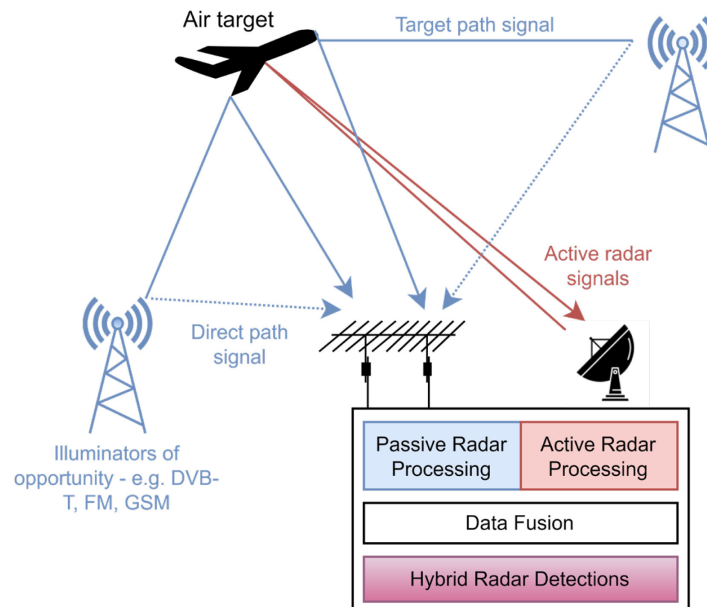 Air target
Target path signal
Active radar
signals
Direct path
signal
Illuminators of
opportunity - e.g. DVB-
T, FM, GSM
Passive Radar
Processing
Active Radar
Processing
Data Fusion
Hybrid Radar Detections